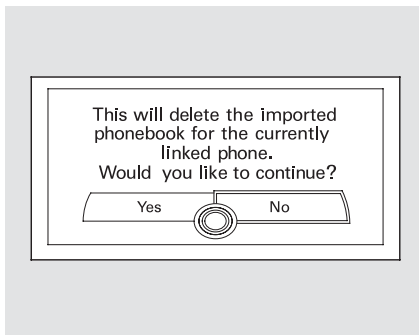 This will delete the imported
phonebook for the currently
linked phone.
Would you like to continue?
Yes
No